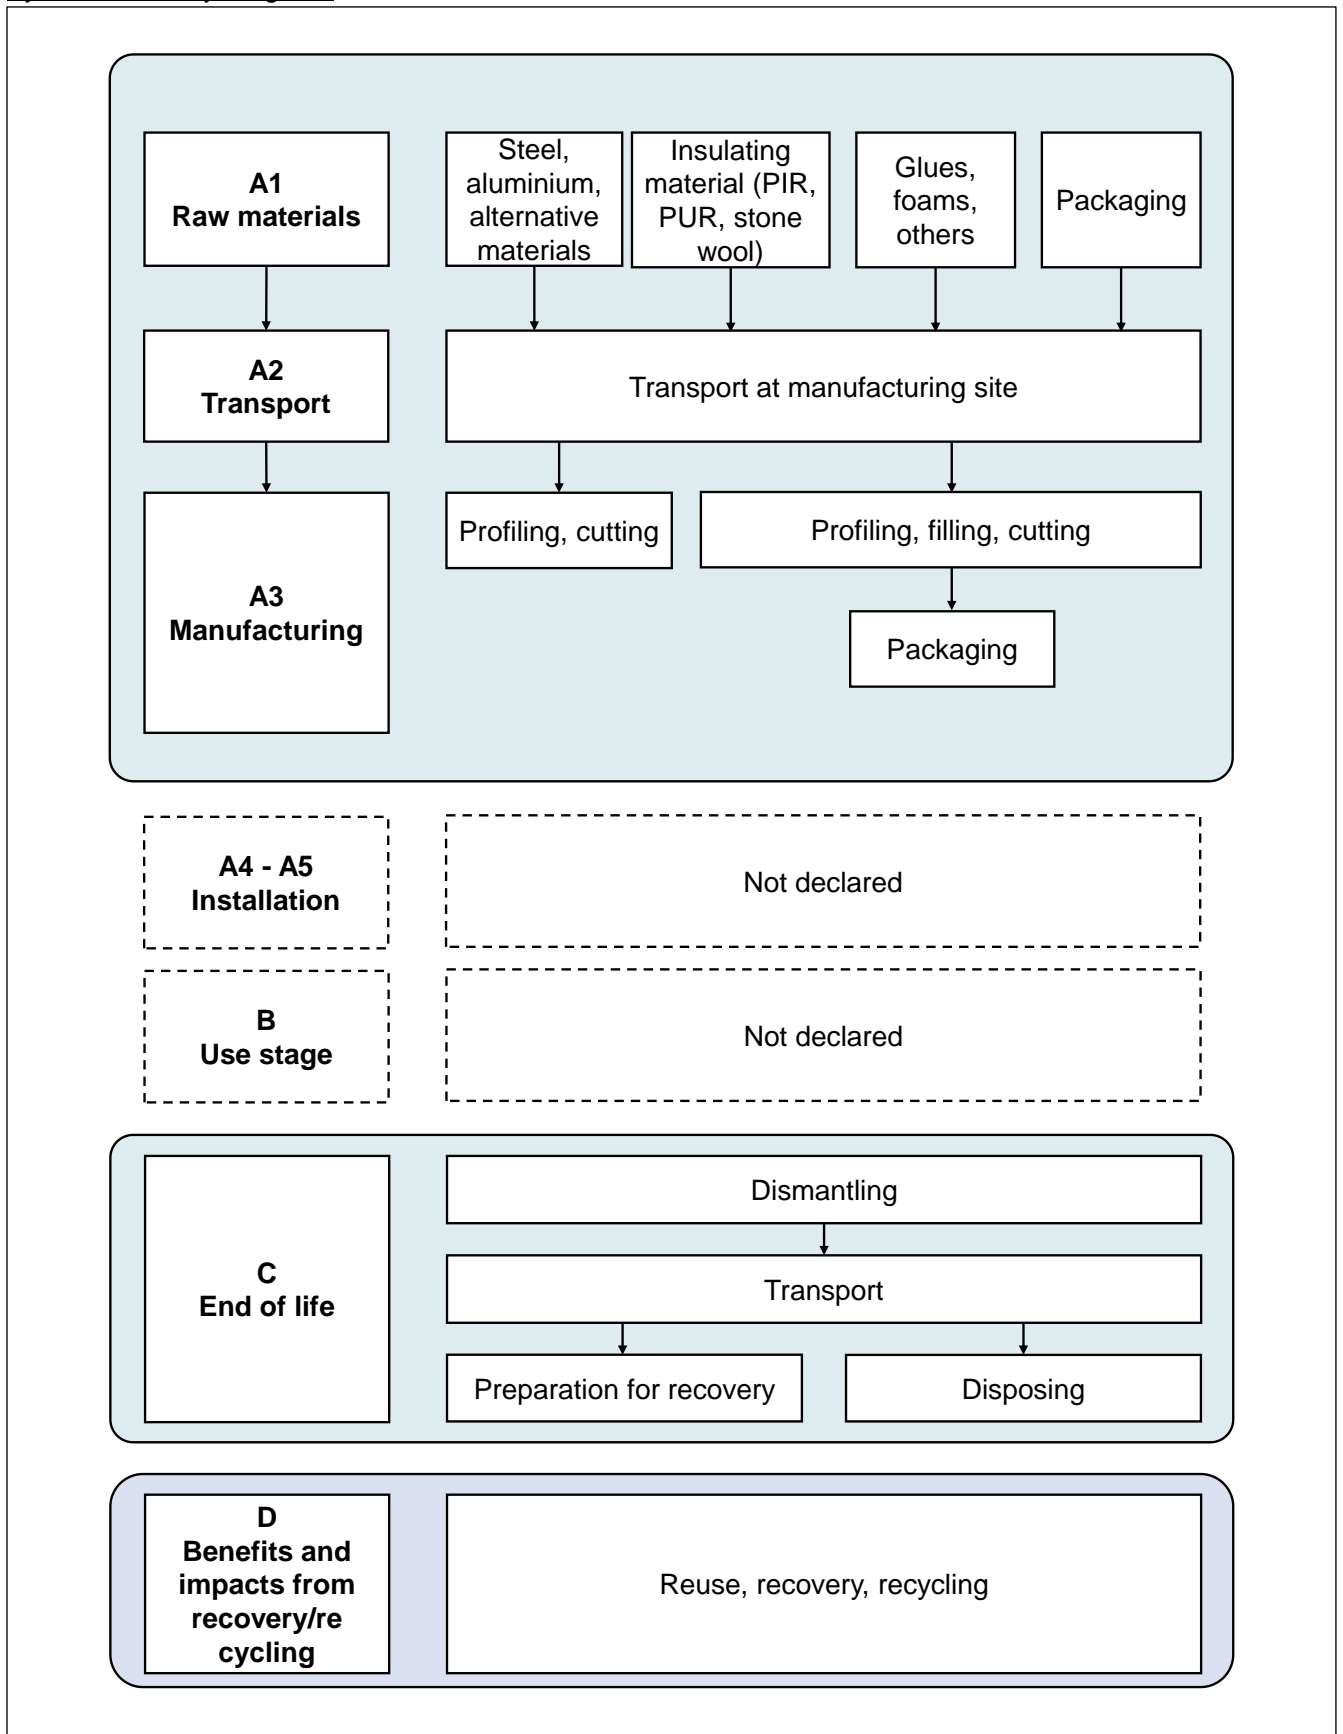 A1
Raw materials
Steel,
aluminium,
alternative
materials
Insulating
material (PIR,
PUR, stone
wool)
Glues,
foams,
others
Packaging
A2
Transport
Transport at manufacturing site
A3
Manufacturing
Profiling, cutting
Profiling, filling, cutting
Packaging
A4 - A5
Installation
Not declared
B
Use stage
Not declared
C
End of life
Dismantling
Transport
Preparation for recovery
Disposing
D
Benefits and
impacts from
recovery/re
cycling
Reuse, recovery, recycling